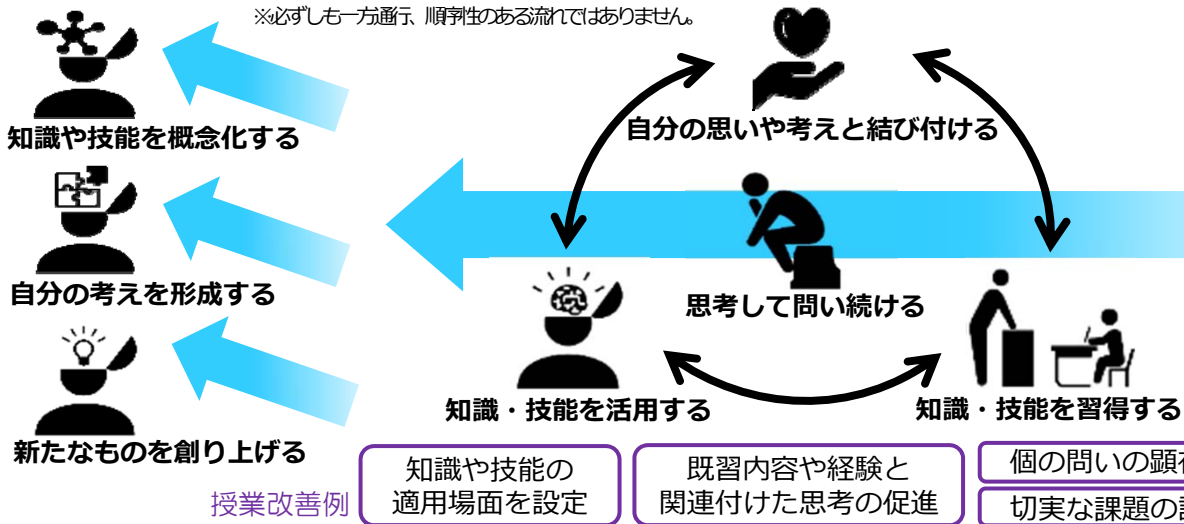 ※必ずしも一方通行、順序性のある流れではありません。
知識や技能を概念化する
自分の思いや考えと結び付ける
自分の考えを形成する
思考して問い続ける
知識・技能を活用する
知識・技能を習得する
新たなものを創り上げる
授業改善例
知識や技能の
適用場面を設定
既習内容や経験と
関連付けた思考の促進
個の問いの顕
切実な課題の